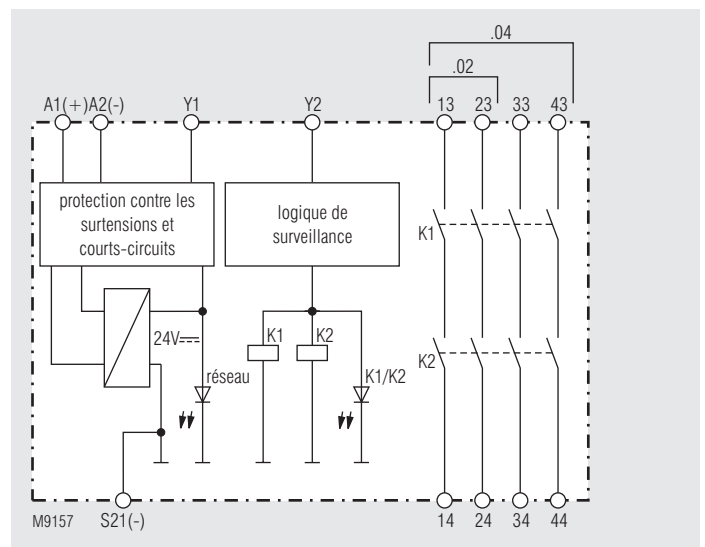 .04
.02
A1(+) A2(-) Y1 Y2 13 23 33 43
protection contre les
surtensions et
courts-circuits
logique de
surveillance
K1
24V
K1 K2
K2
réseau
K1/K2
M9157 S21(-) 14 24 34 44